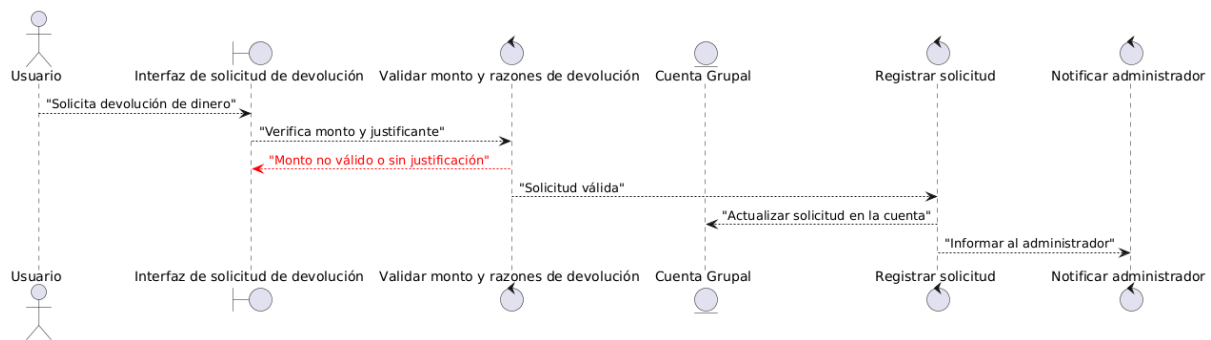 Usuario
Interfaz de solicitud de devolución
Validar monto y razones de devolución
Cuenta Grupal
Registrar solicitud
Notificar administrador
"Solicita devolución de dinero"
"Verifica monto y justificante"
"Monto no válido o sin justificación"
"Solicitud válida"
"Actualizar solicitud en la cuenta"
"Informar al administrador"
Usuario
Interfaz de solicitud de devolución
Validar monto y razones de devolución
Cuenta Grupal
Registrar solicitud
Notificar administrador